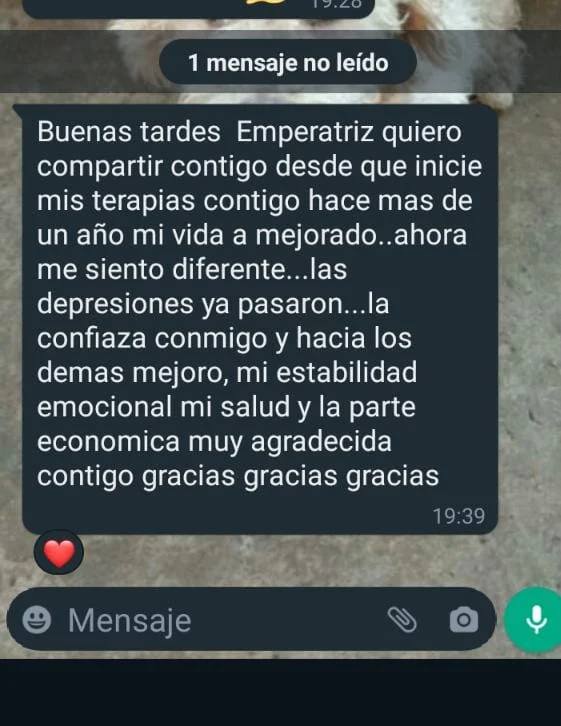 19:28
1 mensaje no leído
Buenas tardes  Emperatriz quiero
compartir contigo desde que inicie
mis terapias contigo hace mas de
un año mi vida a mejorado..ahora
me siento diferente...las
depresiones ya pasaron...la
confiaza conmigo y hacia los
demas mejoro, mi estabilidad
emocional mi salud y la parte
economica muy agradecida
contigo gracias gracias gracias
19:39
Mensaje